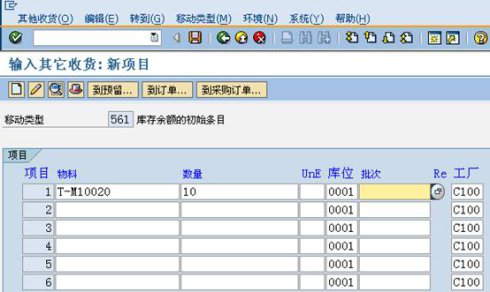 其他收货(O) 编辑(E) 转到(G) 移动类型(M) 环境(N) 系统(Y) 帮助(H)
输入其它收货:新项目
到预留... 到订单... 到采购订单...
移动类型 561 库存余额的初始条目
项目
项目 物料 数量 UnE 库位 批次 Re 工厂
1 T-M10020 10 0001 C100
2 0001 C100
3 0001 C100
4 0001 C100
5 0001 C100
6 0001 C100